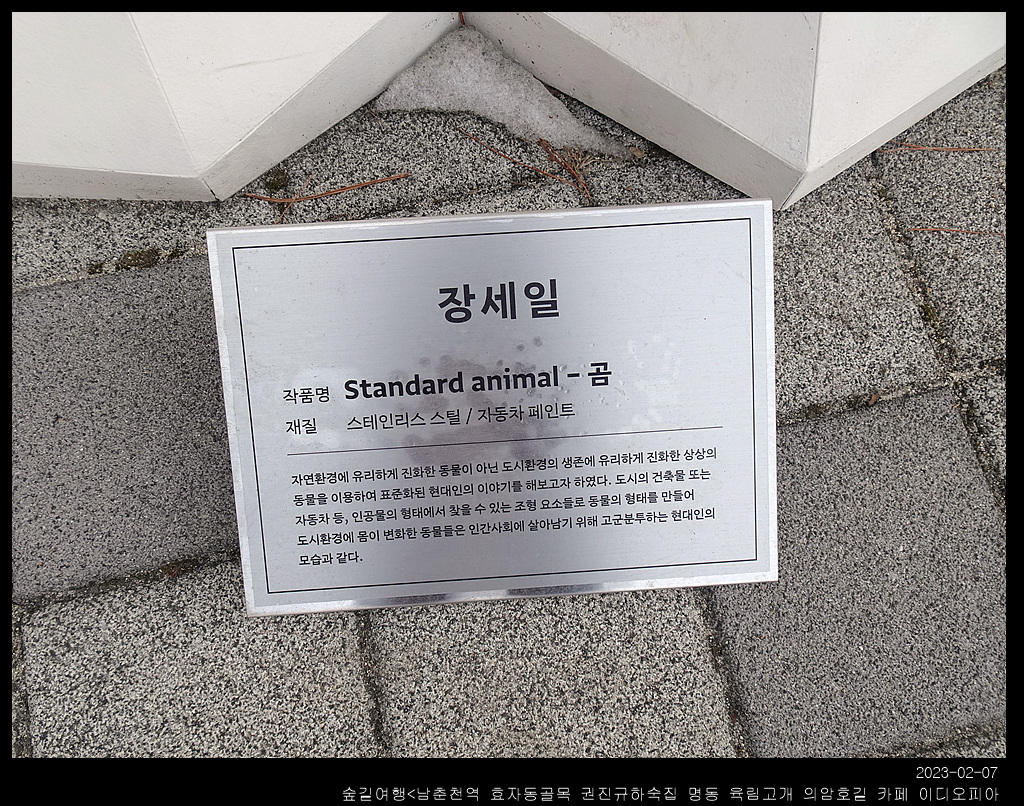 장세일
작품명 Standard animal - 곰
재질 스테인리스 스틸 / 자동차 페인트
자연환경에 유리하게 진화한 동물이 아닌 도시환경의 생존에 유리하게 진화한 상상의
동물을 이용하여 표준화된 현대인의 이야기를 해보고자 하였다. 도시의 건축물 또는
자동차 등, 인공물의 형태에서 찾을 수 있는 조형 요소들로 동물의 형태를 만들어
도시환경에 몸이 변화한 동물들은 인간사회에 살아남기 위해 고군분투하는 현대인의
모습과 같다.
2023-02-07
숲길여행<남춘천역 효자동골목 권진규하숙집 명동 육림고개 의암호길 카페 이디오피아